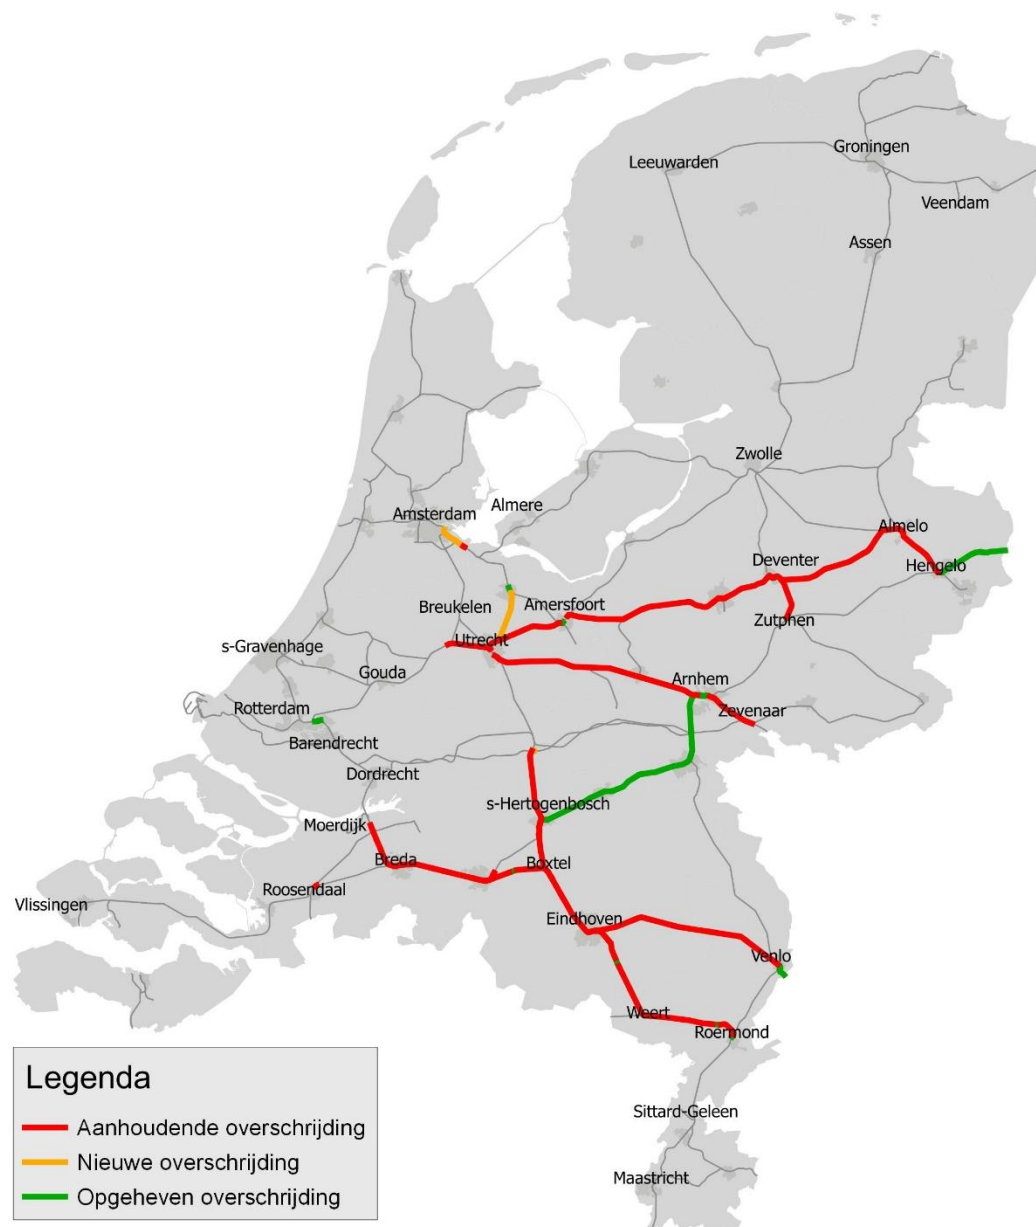 Groningen
Leeuwarden
Veendam
Assen
Zwolle
Almere
Amsterdam
Almelo
Deventer
Hengelo
Breukelen
Amersfoort
Zutphen
Utrecht
s-Gravenhage
Gouda
Arnhem
Rotterdam
Zevenaar
Barendrecht
Dordrecht
s-Hertogenbosch
Moerdijk
Breda
Boxtel
Roosendaal
Vlissingen
Eindhoven
Venlo
Weert
Roermond
Sittard-Geleen
Maastricht
Legenda
Aanhoudende overschrijding
Nieuwe overschrijding
Opgeheven overschrijding